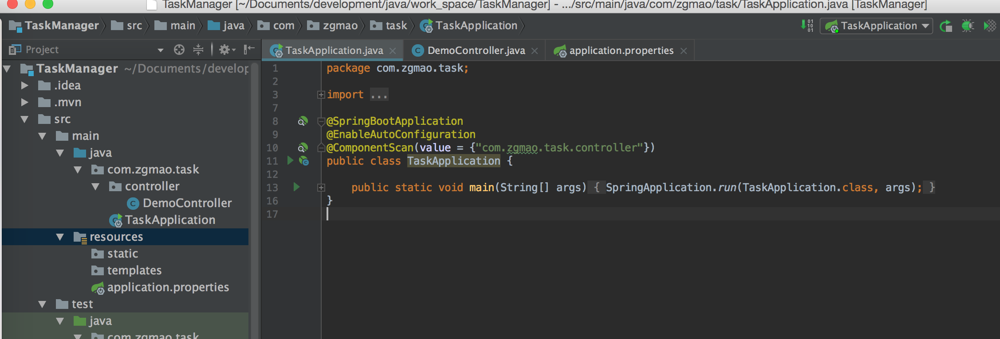 TaskManager [~/Documents/development/java/work_space/TaskManager] - .../src/main/java/com/zgmao/task/TaskApplication.java [TaskManager]
TaskManager src main java com zgmao task TaskApplication
TaskApplication
Project
TaskApplication.java DemoController.java application.properties
TaskManager ~/Documents/develop
.idea
.mvn
src
main
java
com.zgmao.task
controller
DemoController
TaskApplication
resources
static
templates
application.properties
test
java
com.zgmao.task
1 package com.zgmao.task;
2
3 import ...
7
8 @SpringBootApplication
9 @EnableAutoConfiguration
10 @ComponentScan(value = {"com.zgmao.task.controller"})
11 public class TaskApplication {
12
13 public static void main(String[] args) { SpringApplication.run(TaskApplication.class, args); }
16 }
17